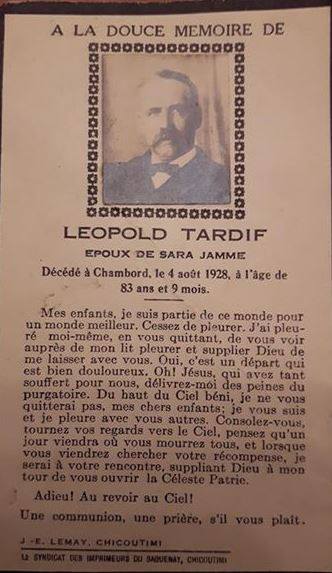 A LA DOUCE MEMOIRE DE
LEOPOLD TARDIF
EPOUX DE SARA JAMME
Décédé à Chambord, le 4 août 1928, à l'âge de
83 ans et 9 mois.
Mes enfants, je suis partie de ce monde pour
un monde meilleur. Cessez de pleurer. J'ai pleu-
ré moi-même, en vous quittant, de vous voir
auprès de mon lit pleurer et supplier Dieu de
me laisser avec vous. Oui, c'est un départ qui
est bien douloureux. Oh! Jésus, qui avez tant
souffert pour nous, délivrez-moi des peines du
purgatoire. Du haut du Ciel béni, je ne vous
quitterai pas, mes chers enfants; je vous suis
et je pleure avec vous autres. Consolez-vous,
tournez vos regards vers le Ciel, pensez qu'un
jour viendra où vous mourrez tous, et lorsque
vous viendrez chercher votre récompense, je
serai à votre rencontre, suppliant Dieu à mon
tour de vous ouvrir la Céleste Patrie.
Adieu! Au revoir au Ciel!
Une communion, une prière, s'il vous plaît.
J.-E. LEMAY, CHICOUTIMI
LE SYNDICAT DES IMPRIMEURS DU SAGUENAY, CHICOUTIMI